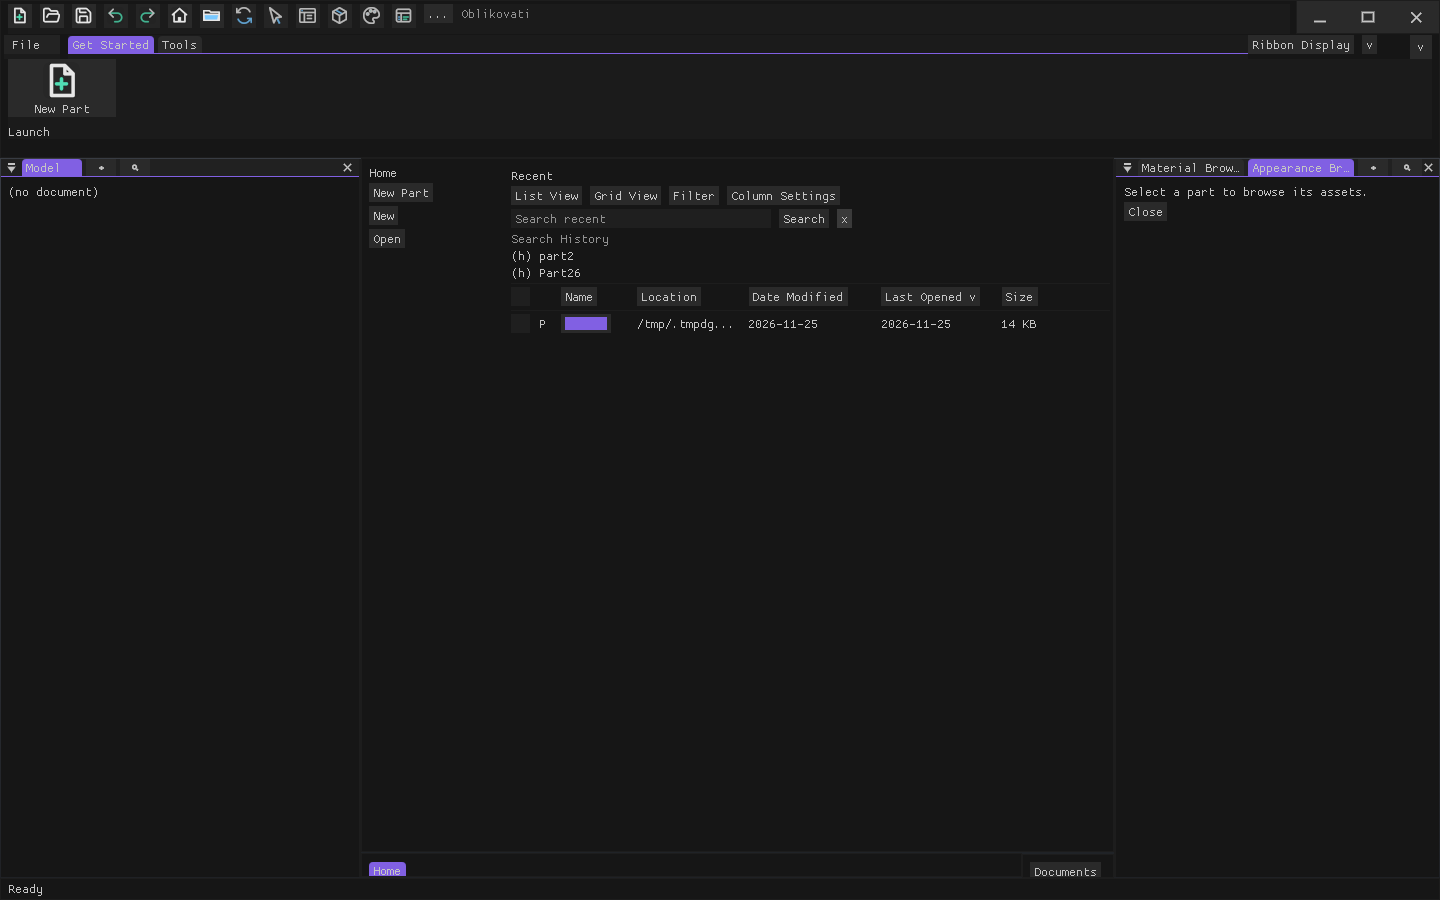 ... Oblikovati
File Get Started Tools Ribbon Display v v
New Part
Launch
Model
(no document)
Home
New Part
New
Open
Recent
List View Grid View Filter Column Settings
Search recent Search x
Search History
(h) part2
(h) Part26
Name Location Date Modified Last Opened v Size
P /tmp/.tmpdg... 2026-11-25 2026-11-25 14 KB
Material Brow… Appearance Br…
Select a part to browse its assets.
Close
Home Documents
Ready